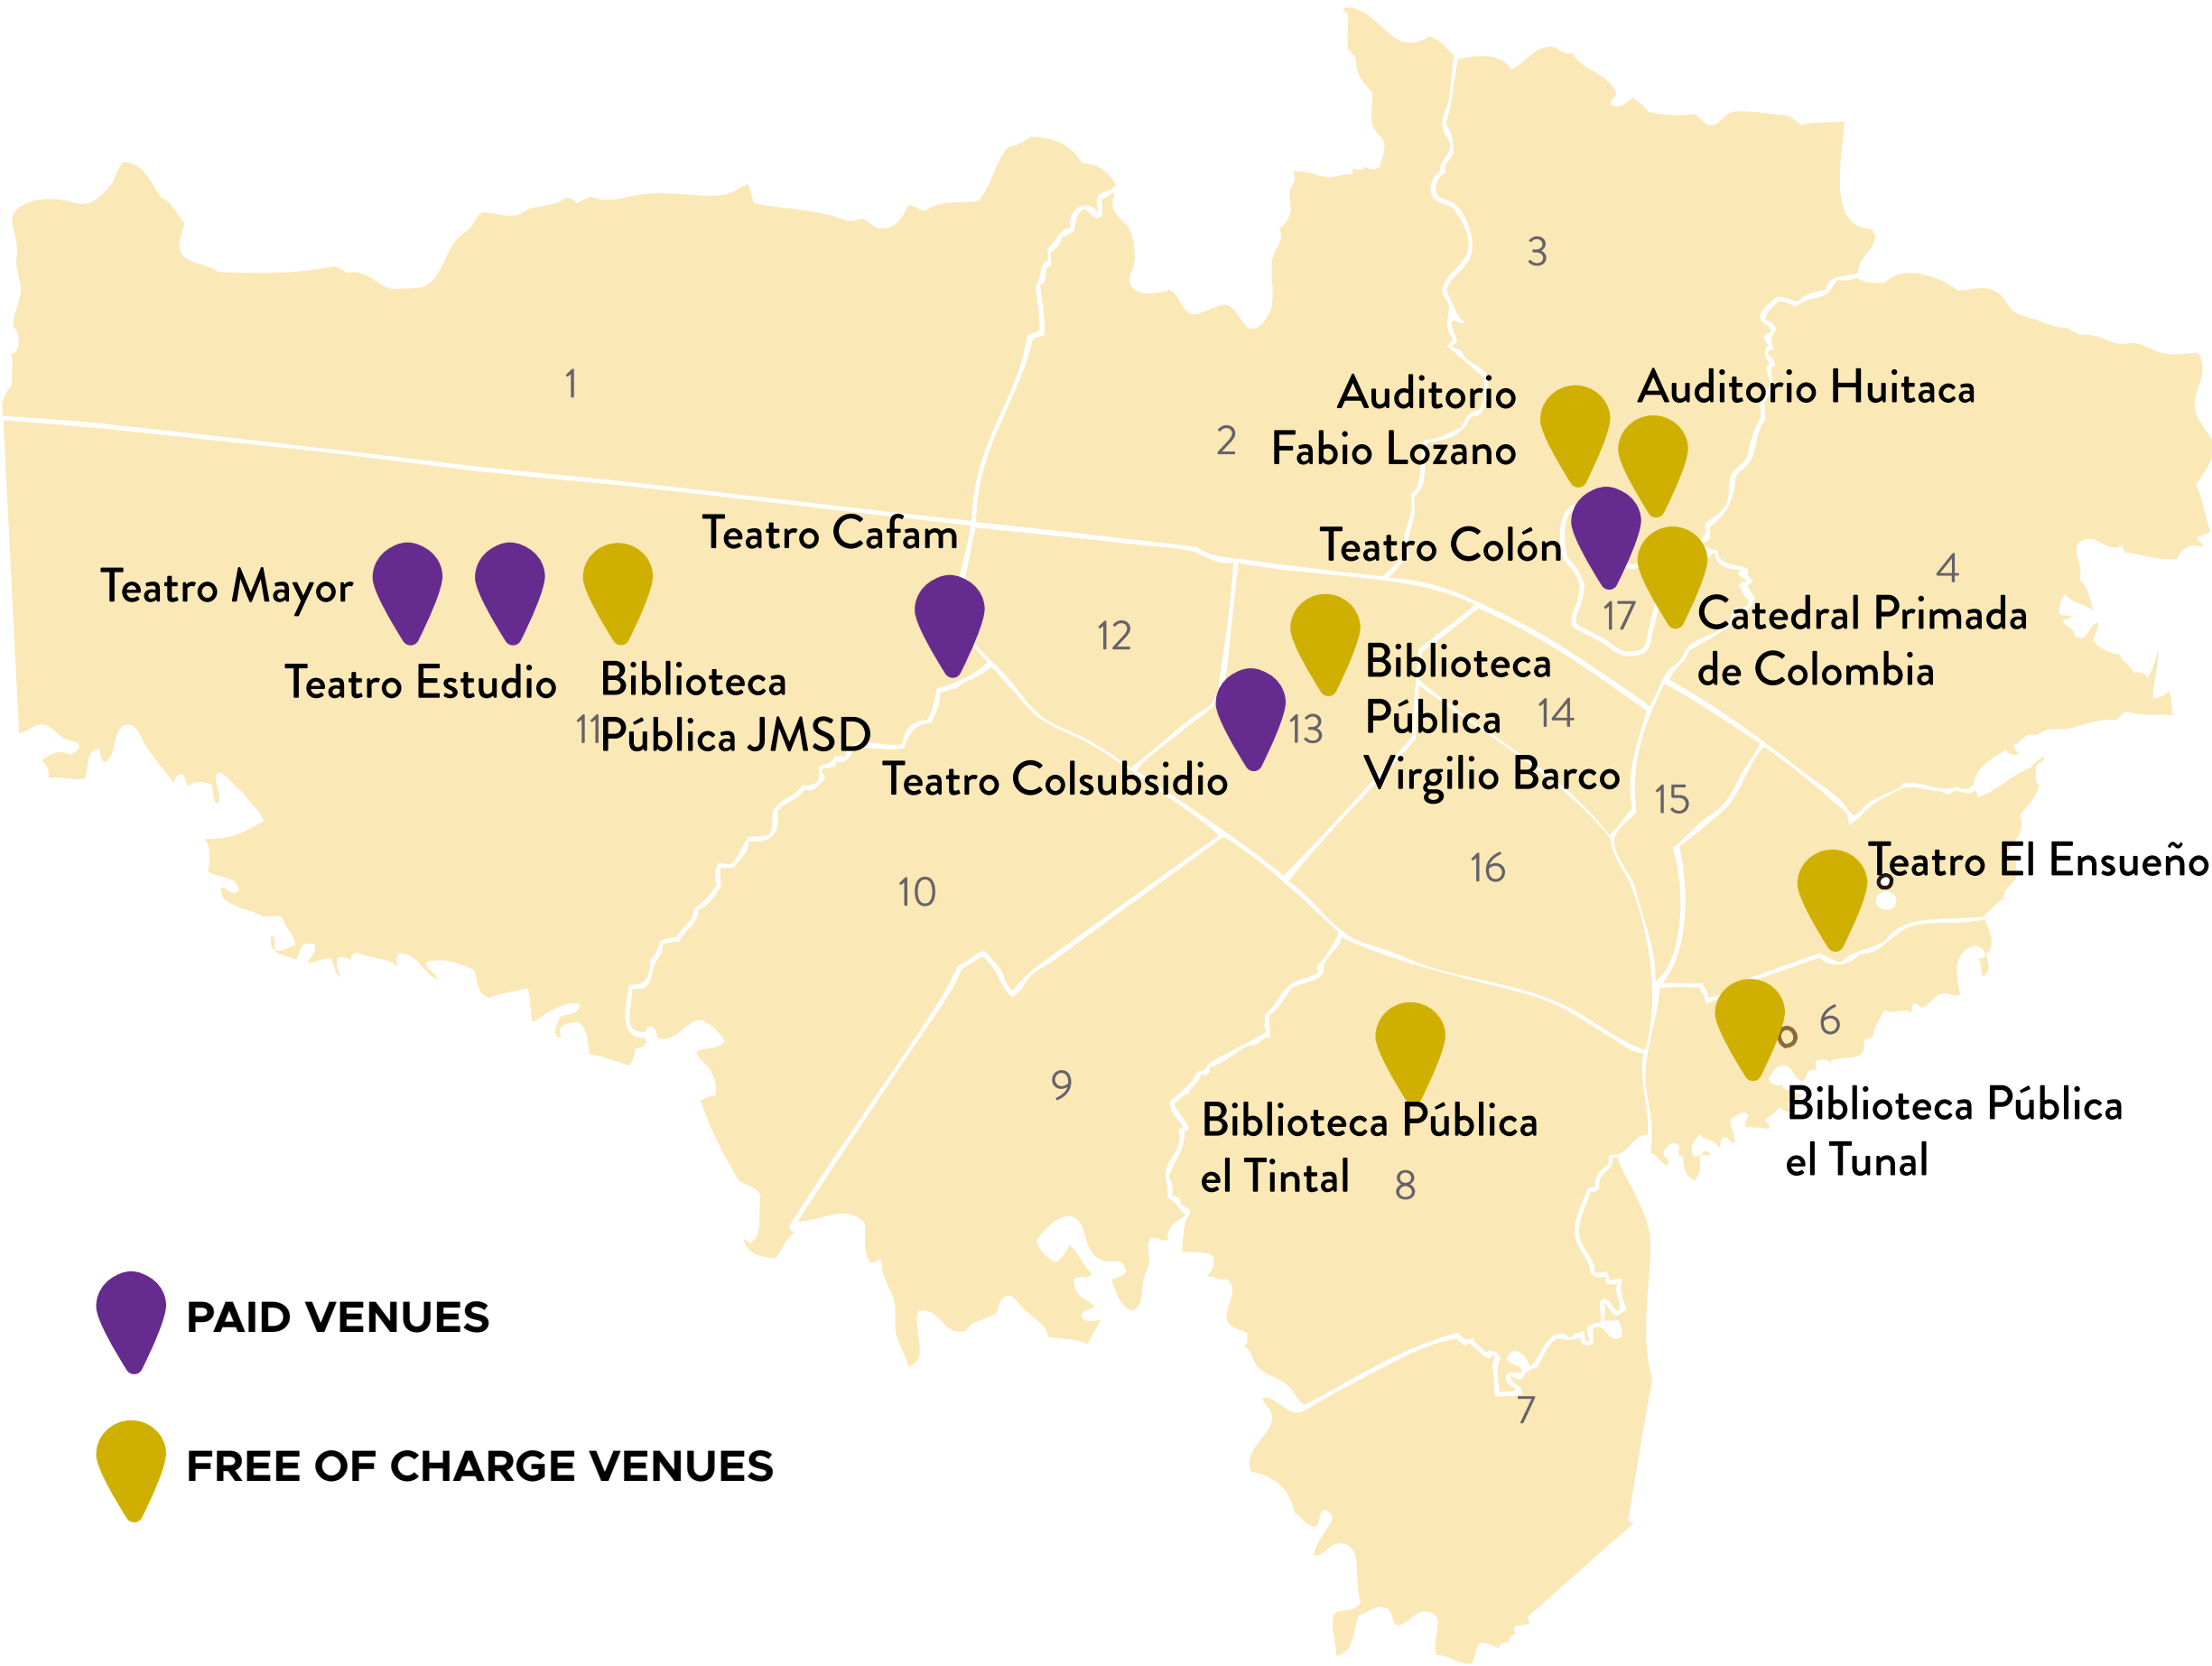 3
Auditorio Huitaca
1
Auditorio
Fabio Lozano
2
Teatro Cafam
Teatro Colón
4
Teatro Mayor
17
Catedral Primada
de Colombia
12
Teatro Estudio
Biblioteca
Pública JMSD
11
Biblioteca
Pública
Virgilio Barco
13
14
Teatro Colsubsidio
15
Teatro El Ensueño
16
10
6
9
Biblioteca Pública
el Tintal
Biblioteca Pública
el Tunal
8
PAID VENUES
7
FREE OF CHARGE VENUES